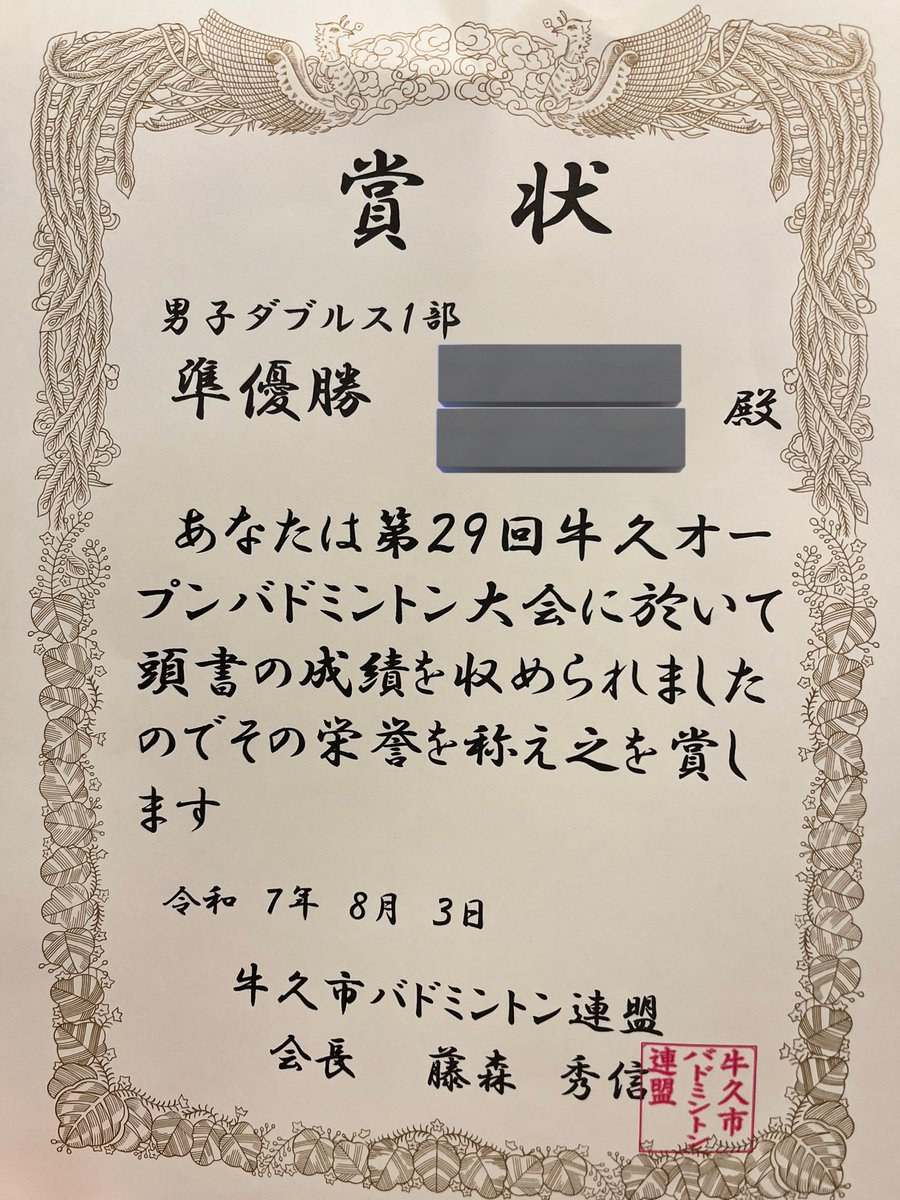 賞状
男子ダブルス1部
準優勝
殿
あなたは第29回牛久オー
プンバドミントン大会に於いて
頭書の成績を収められました
のでその栄誉を称え之を賞し
ます
令和 7年 8月 3日
牛久市バドミントン連盟
会長 藤森 秀信
牛久市
バドミントン
連盟